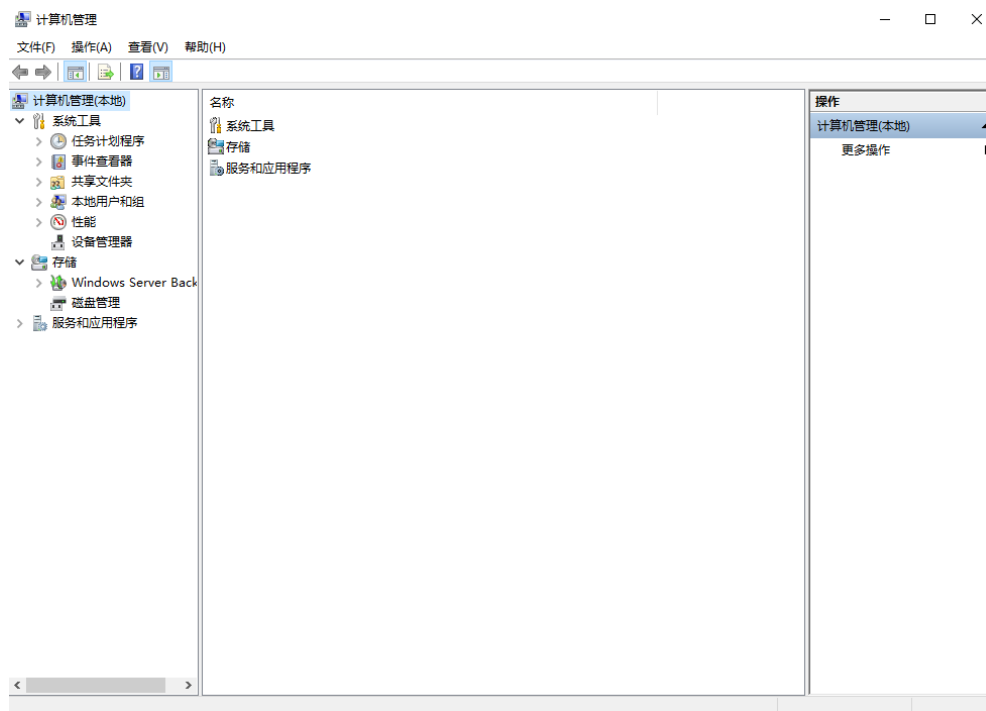 计算机管理
文件(F) 操作(A) 查看(V) 帮助(H)
计算机管理(本地)
系统工具
任务计划程序
事件查看器
共享文件夹
本地用户和组
性能
设备管理器
存储
Windows Server Back
磁盘管理
服务和应用程序
名称
系统工具
存储
服务和应用程序
操作
计算机管理(本地)
更多操作